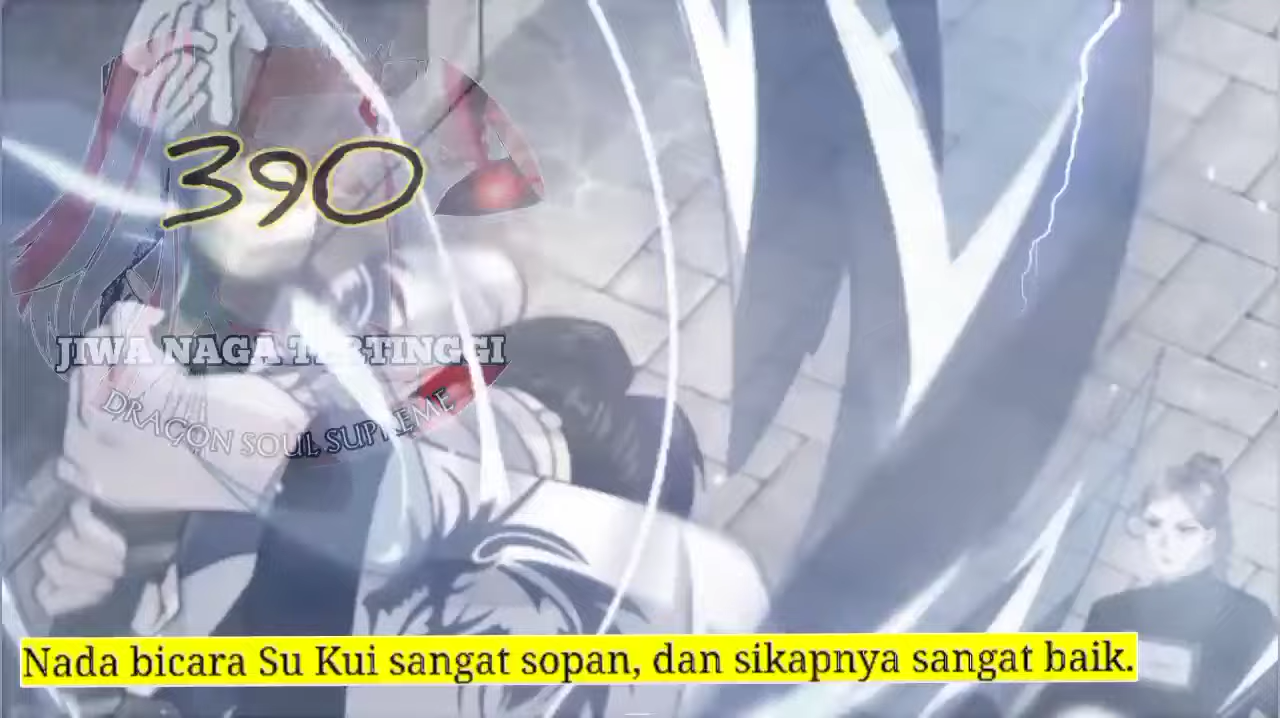 390
JIWA NAGA TERTINGGI
DRAGON SOUL SUPREME
Nada bicara Su Kui sangat sopan, dan sikapnya sangat baik.